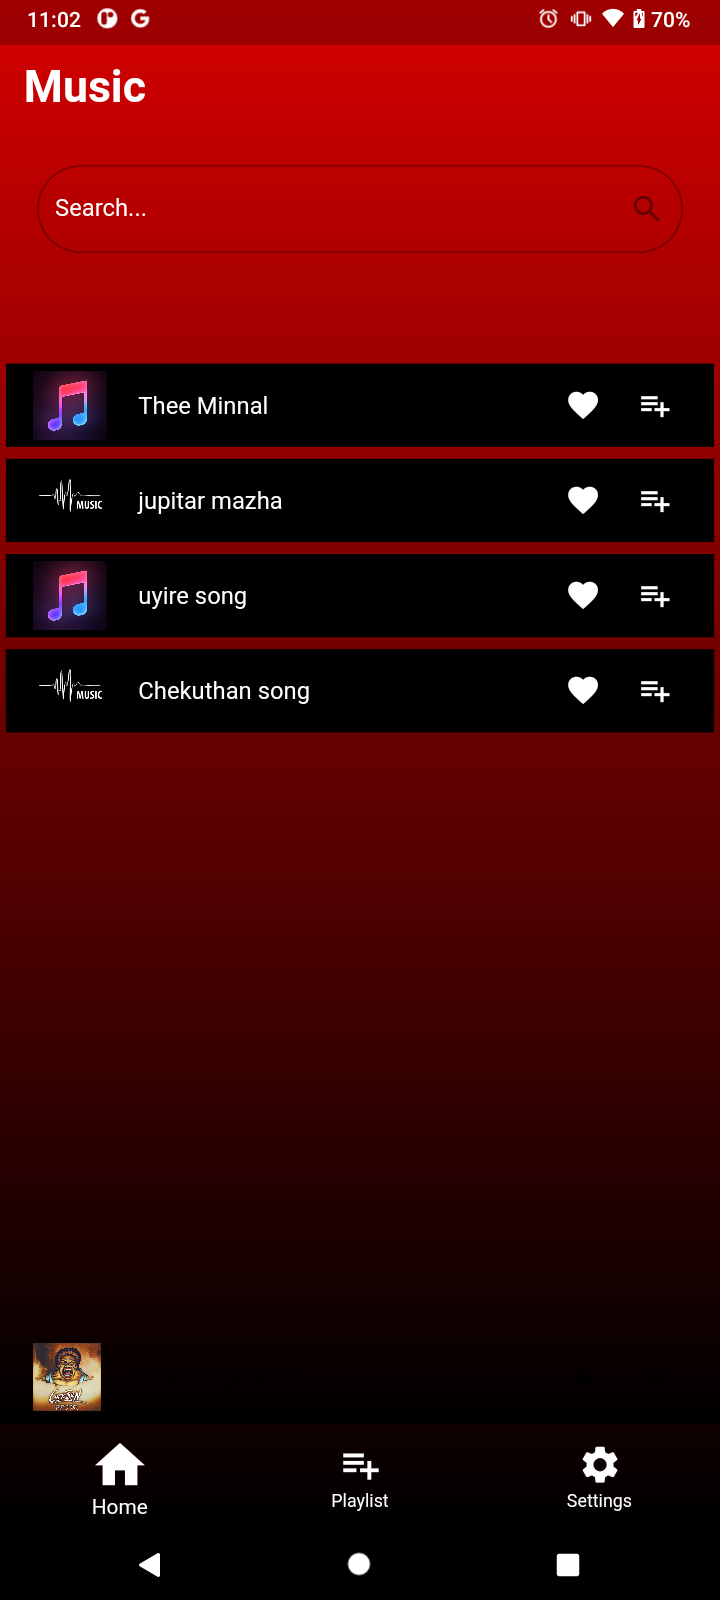 11:02
70%
Music
Search...
Thee Minnal
MUSIC
jupitar mazha
uyire song
MUSIC
Chekuthan song
Home
Playlist
Settings